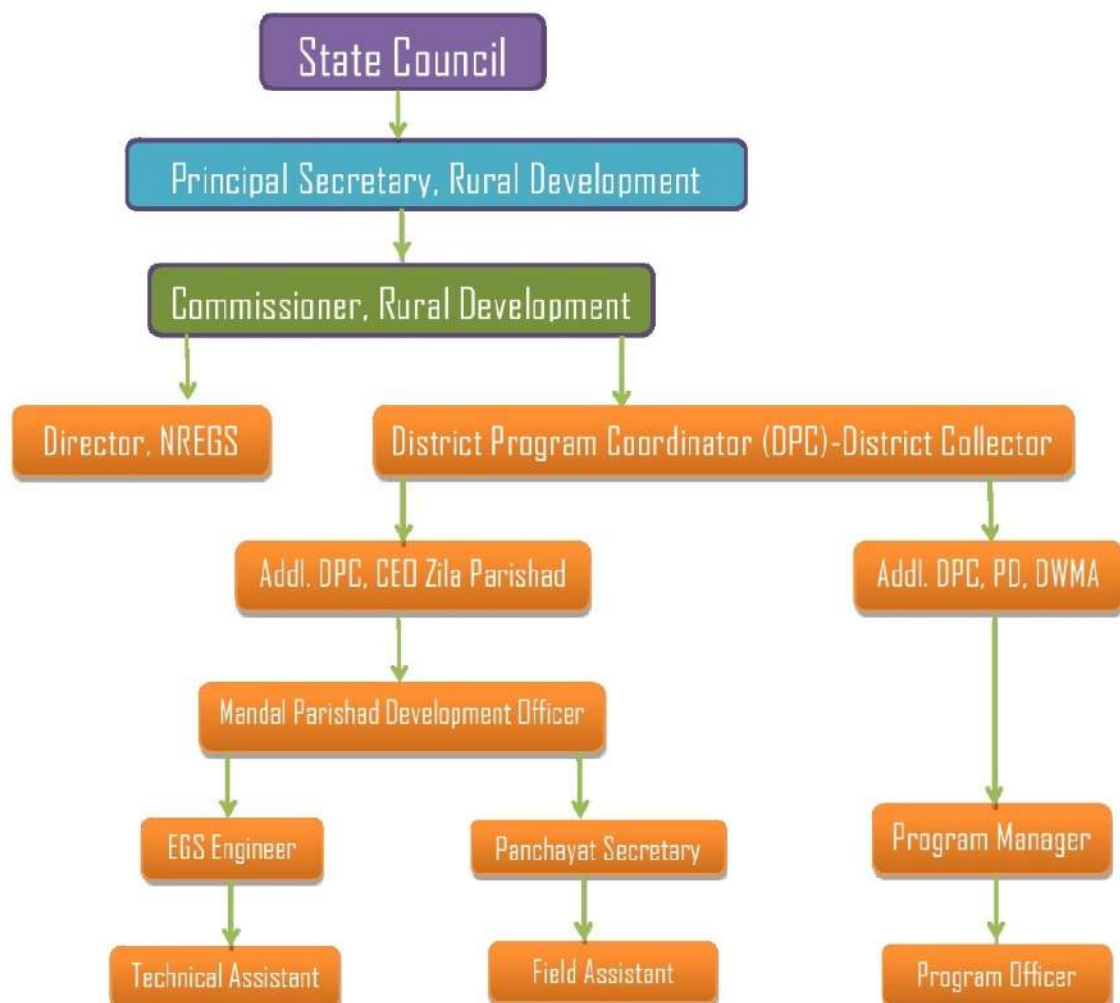 State Council
Principal Secretary, Rural Development
Commissioner, Rural Development
Director, NREGS
District Program Coordinator (DPC)-District Collector
Addl. DPC, CEO Zila Parishad
Addl. DPC, PD, DWMA
Mandal Parishad Development Officer
EGS Engineer
Panchayat Secretary
Program Manager
Technical Assistant
Field Assistant
Program Officer